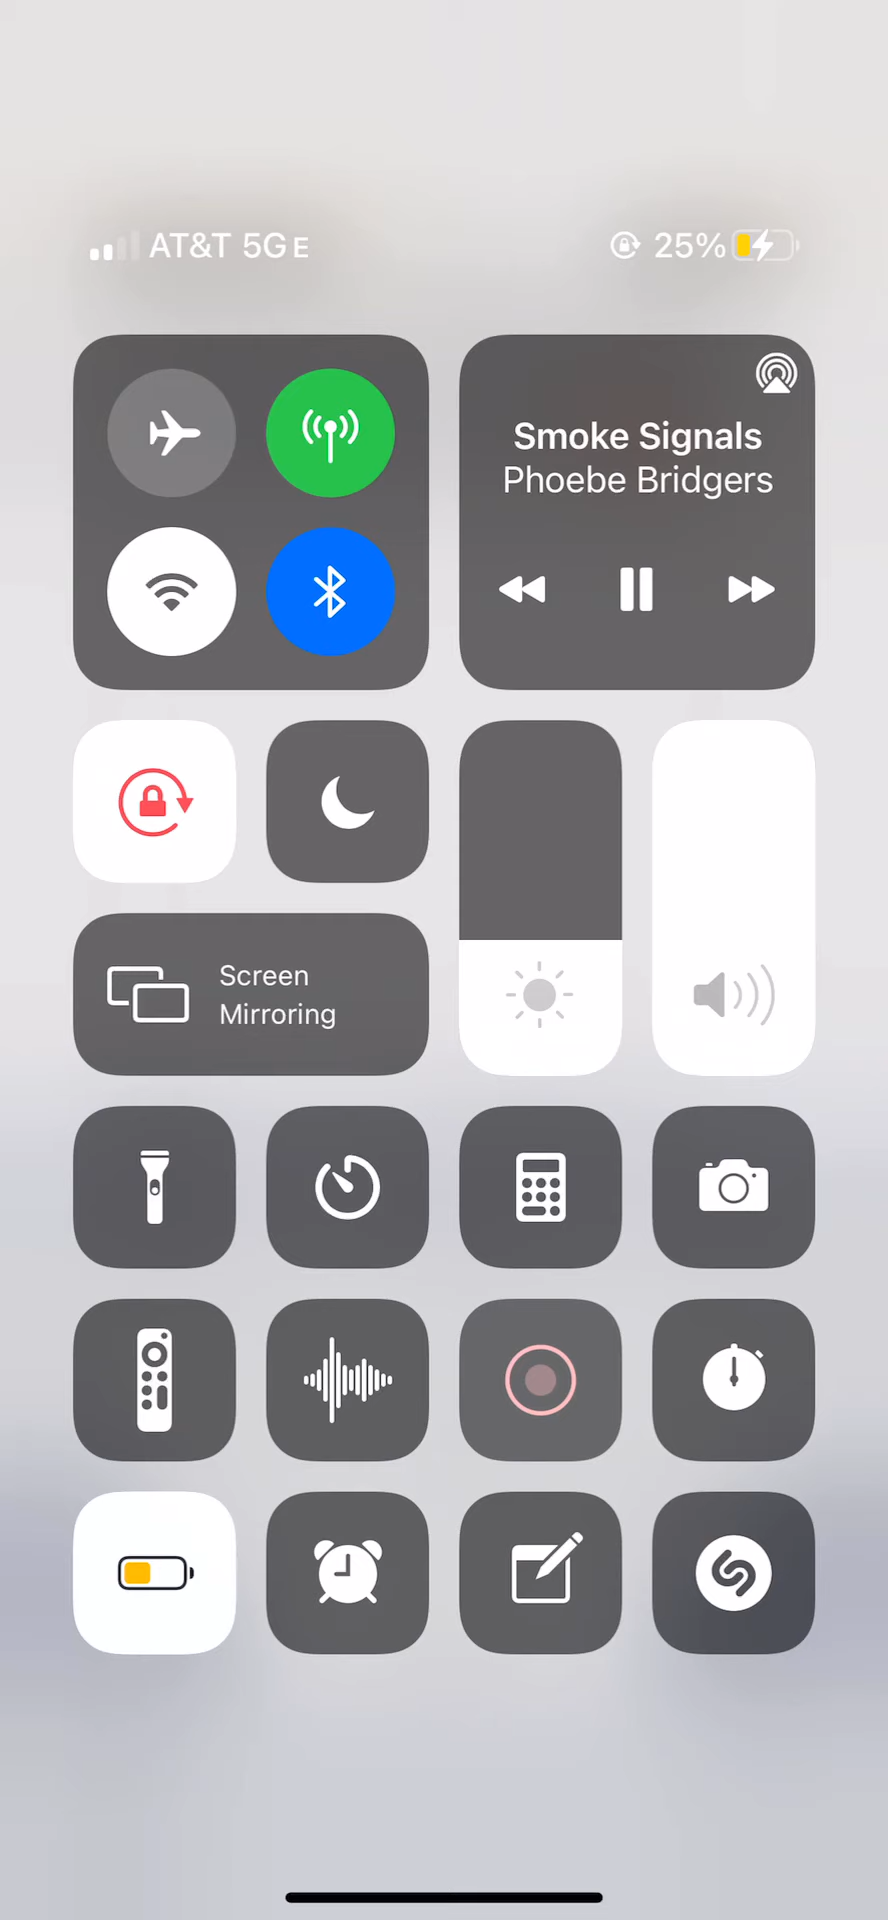 AT&T 5GE
25%
Smoke Signals
Phoebe Bridgers
Screen
Mirroring